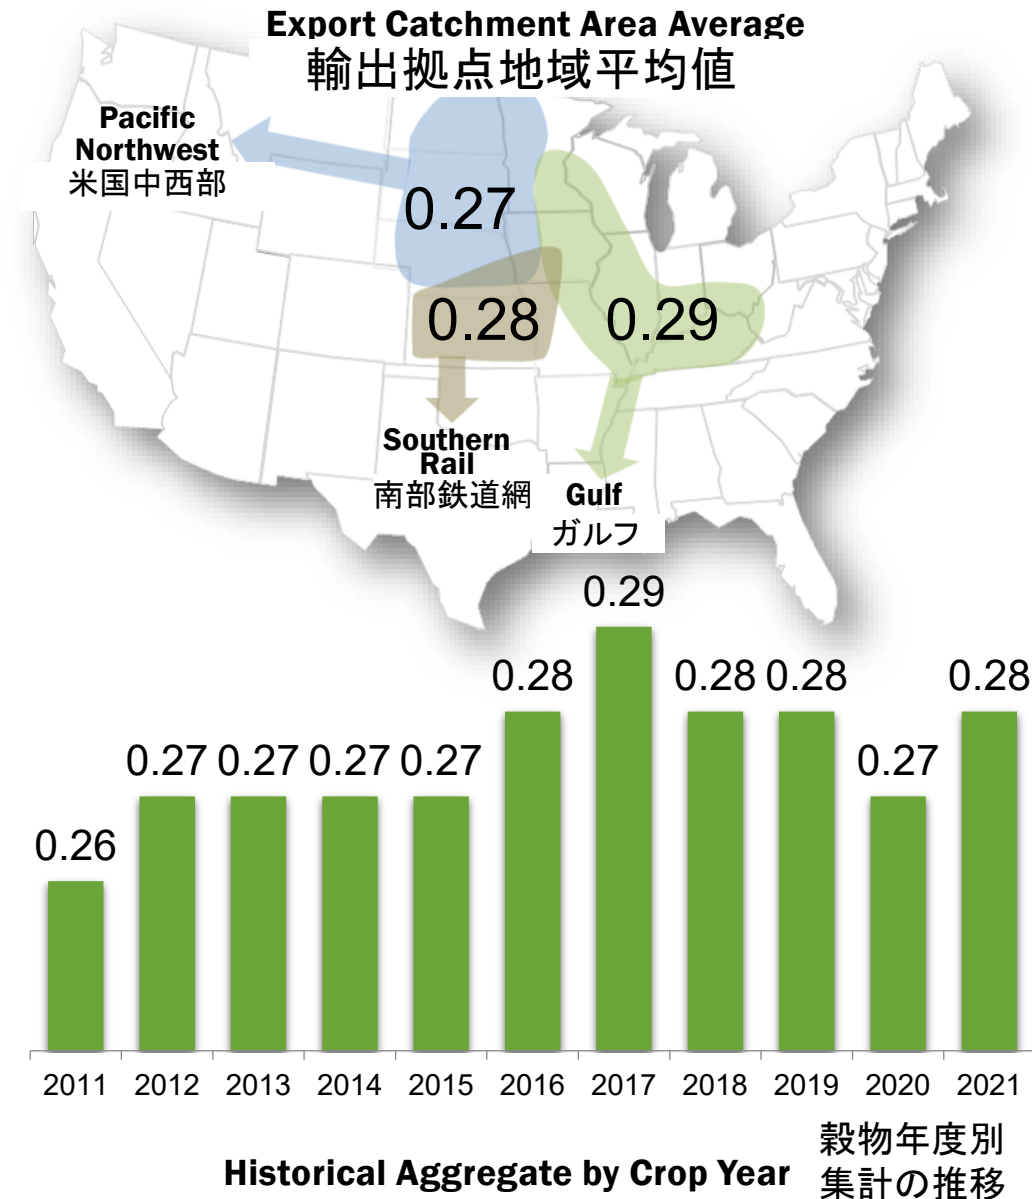 Export Catchment Area Average
輸出拠点地域平均値
Pacific
Northwest
米国中西部
0.27
0.28
0.29
Southern
Rail
南部鉄道網
Gulf
ガルフ
0.26
0.27
0.27
0.27
0.27
0.28
0.29
0.28
0.28
0.27
0.28
2011 2012 2013 2014 2015 2016 2017 2018 2019 2020 2021
Historical Aggregate by Crop Year
穀物年度別
集計の推移